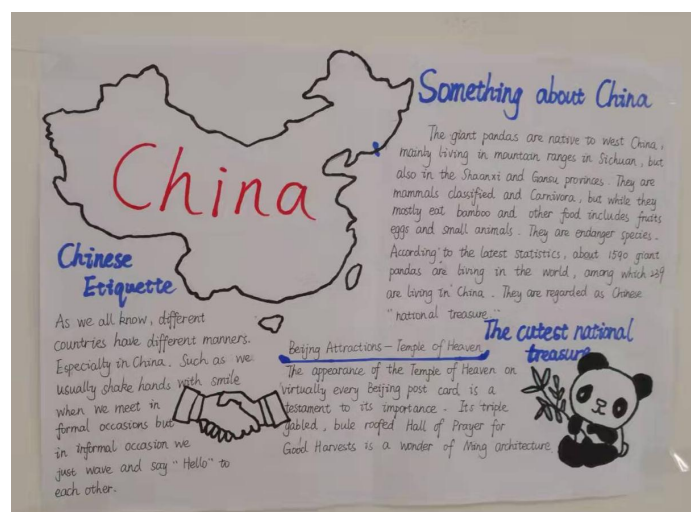 China
Something about China
The giant pandas are native to west China,
mainly living in mountain ranges in Sichuan, but
also in the Shaanxi and Gansu provinces. They are
mammals classified and Carnivora, but while they
mostly eat bamboo and other food includes fruits
eggs and small animals. They are endanger species.
According to the latest statistics, about 1590 giant
pandas are living in the world, among which 239
are living in China. They are regarded as Chinese
"national treasure."
Chinese
Etiquette
As we all know, different
countries have different manners.
Especially in China. Such as we
usually shake hands with smile
when we meet in
formal occasions but
in informal occasion we
just wave and say "Hello" to
each other.
The cutest national
treasure
Beijng Attractions - Temple of Heaven
The appearance of the Temple of Heaven on
virtually every Beijing post card is a
testament to its importance. Its triple
gabled, bule roofed Hall of Prayer for
Good Harvests is a wonder of Ming architecture